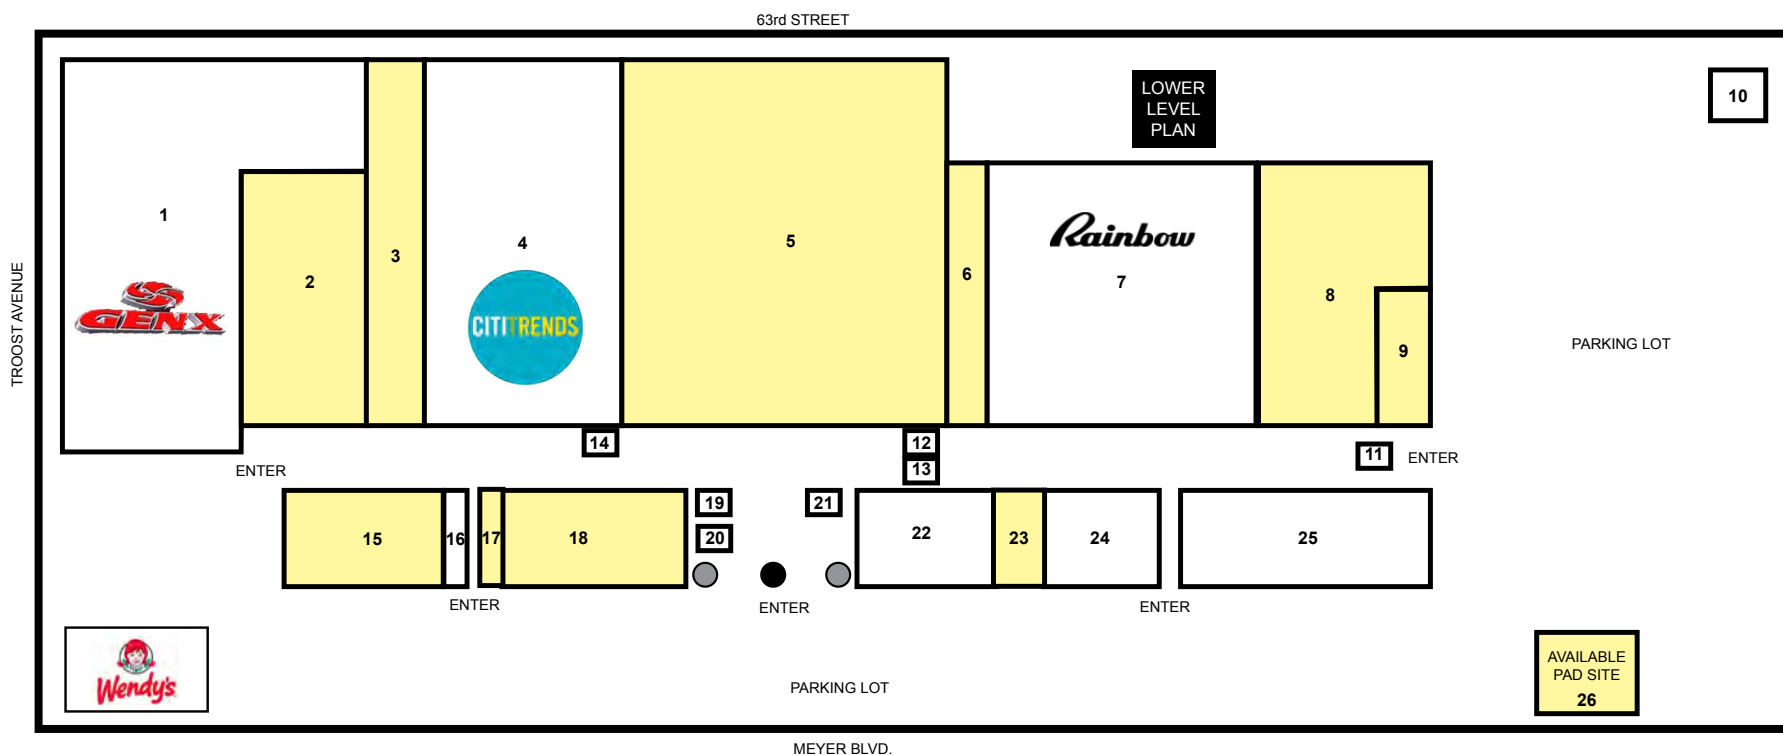 63rd STREET
LOWER
LEVEL
PLAN
10
1
Rainbow
4
5
3
6
2
7
8
TROOST AVENUE
GENX
CITITRENDS
9
PARKING LOT
14
12
11
ENTER
13
ENTER
19
21
15
16
17
18
20
22
23
24
25
ENTER
ENTER
ENTER
Wendy's
PARKING LOT
AVAILABLE
PAD SITE
26
MEYER BLVD.